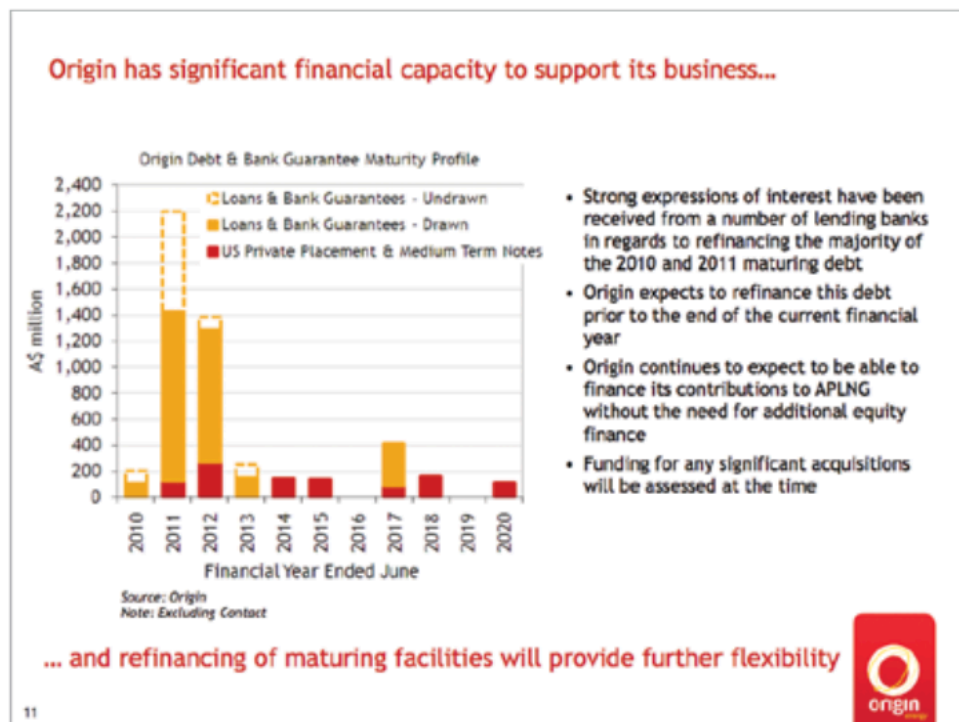 Origin has significant financial capacity to support its business...
Origin Debt & Bank Guarantee Maturity Profile
2,400
2,200
2,000
1,800
1,600
1,400
1,200
1,000
800
600
400
200
0
A$ million
Loans & Bank Guarantees - Undrawn
Loans & Bank Guarantees - Drawn
US Private Placement & Medium Term Notes
2010
2011
2012
2013
2014
2015
2016
2017
2018
2019
2020
Financial Year Ended June
Source: Origin
Note: Excluding Contact
• Strong expressions of interest have been
received from a number of lending banks
in regards to refinancing the majority of
the 2010 and 2011 maturing debt
• Origin expects to refinance this debt
prior to the end of the current financial
year
• Origin continues to expect to be able to
finance its contributions to APLNG
without the need for additional equity
finance
• Funding for any significant acquisitions
will be assessed at the time
... and refinancing of maturing facilities will provide further flexibility
origin
energy
11